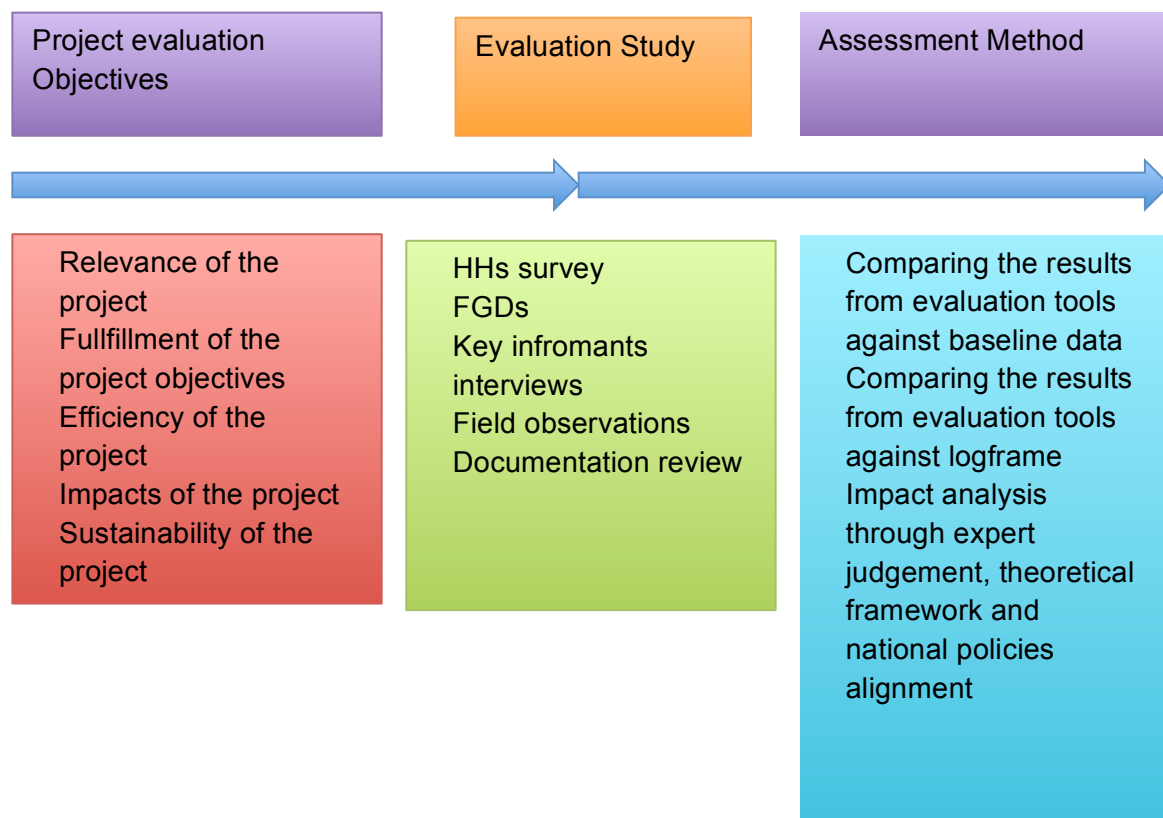 Project evaluation
Objectives
Evaluation Study
Assessment Method
Relevance of the
project
Fullfillment of the
project objectives
Efficiency of the
project
Impacts of the project
Sustainability of the
project
HHs survey
FGDs
Key infromants
interviews
Field observations
Documentation review
Comparing the results
from evaluation tools
against baseline data
Comparing the results
from evaluation tools
against logframe
Impact analysis
through expert
judgement, theoretical
framework and
national policies
alignment